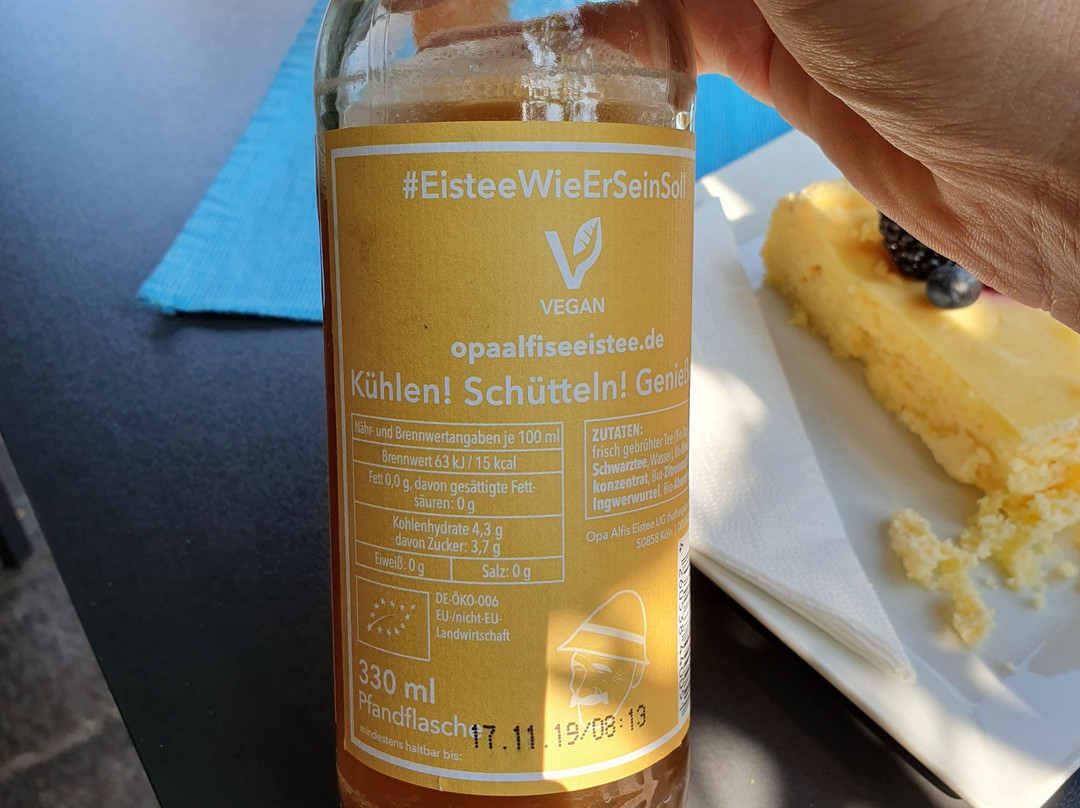 #EisteeWieErSeinSoll
VEGAN
opaalfiseeistee.de
Kühlen! Schütteln!
Nähr- und Brennwertangaben je 100 ml
Brennwert 63 kJ / 15 kcal
Fett 0,0 g, davon gesättigte Fett-
säuren: 0 g
Kohlenhydrate 4,3 g
davon Zucker: 3,7 g
Eiweiß: 0 g
Salz: 0 g
ZUTATEN:
frisch gebrühter Tee
Schwarztee, Wasser,
konzentrat,
Ingwerwurzel,
Opa Alfis Eistee UG
50858 Köln
DE-ÖKO-006
EU-/nicht-EU-
Landwirtschaft
330 ml
Pfandflasche
mindestens haltbar bis:
17.11.19/08:13